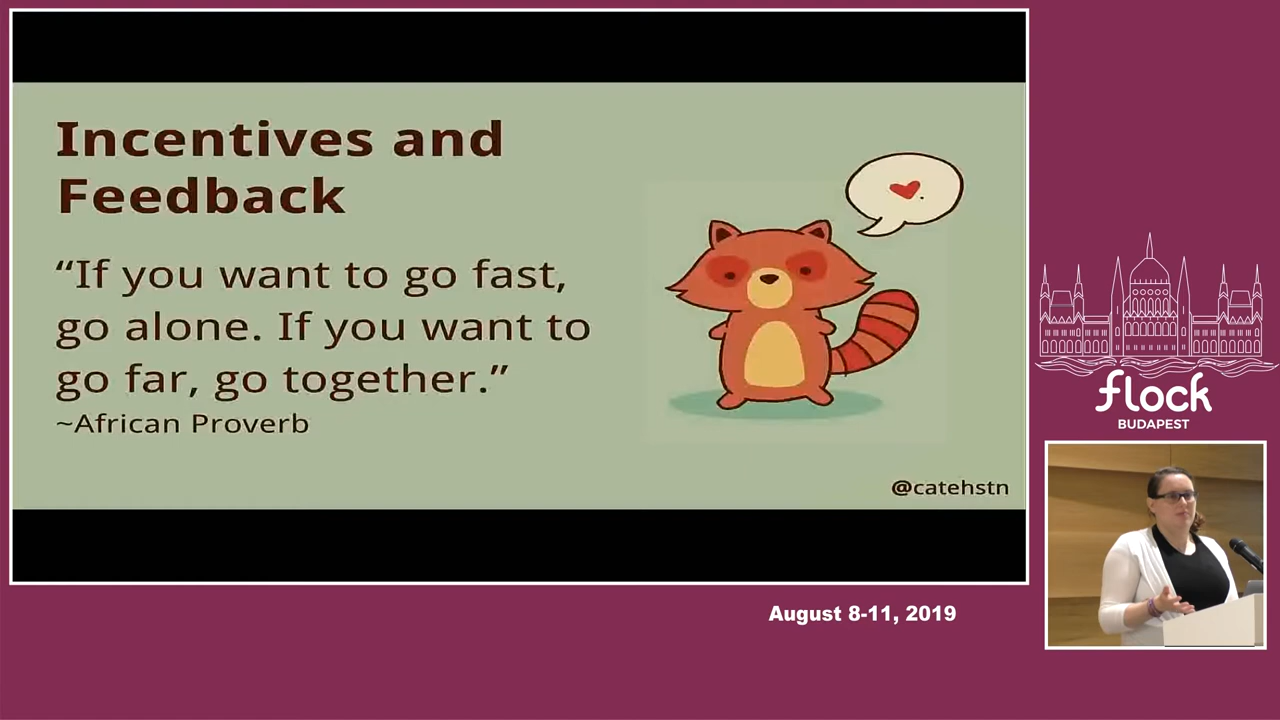 Incentives and
Feedback
“If you want to go fast,
go alone. If you want to
go far, go together.”
~African Proverb
@catehstn
flock
BUDAPEST
August 8-11, 2019